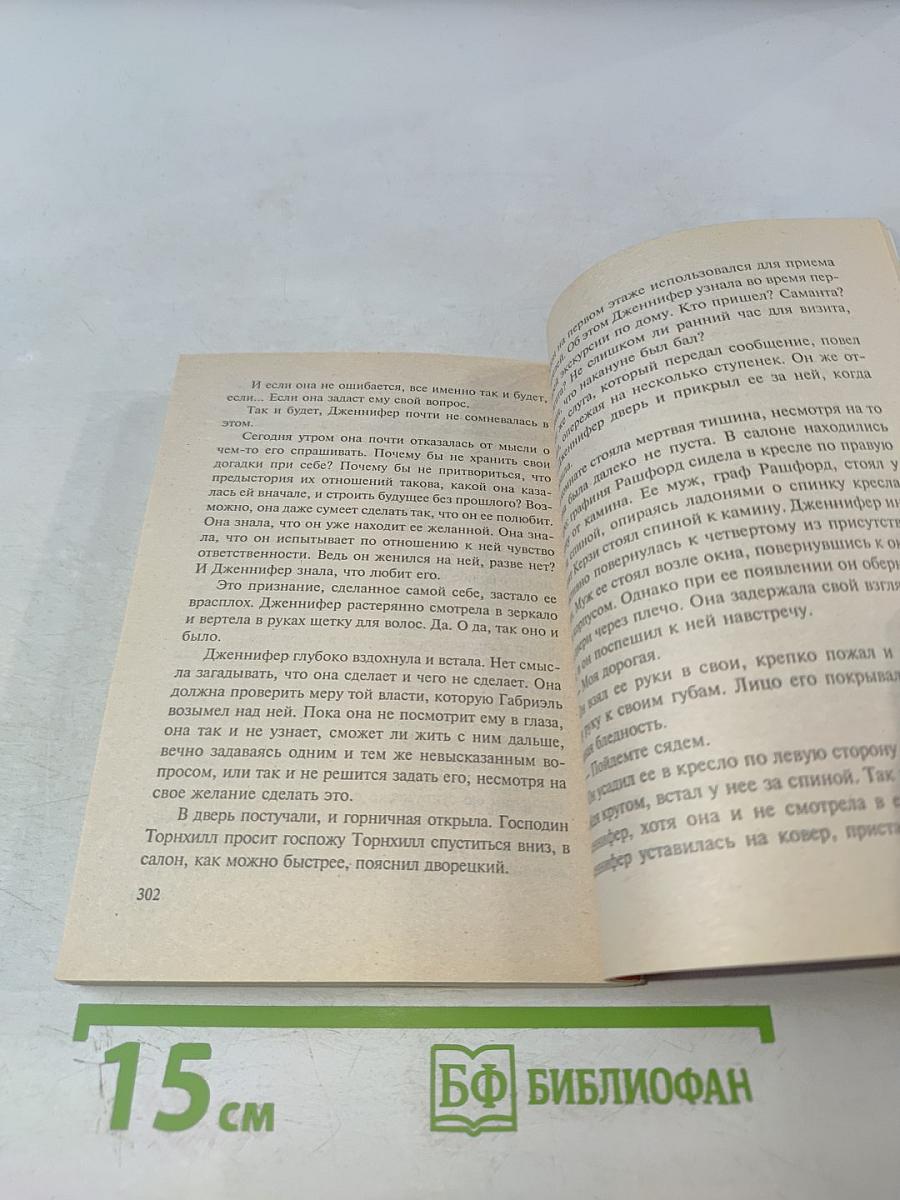 И если она не ошибается, все именно так и будет,
если... Если она задаст ему свой вопрос.
Так и будет, Дженнифер почти не сомневалась в
этом.
Сегодня утром она почти отказалась от мысли о
чем-то его спрашивать. Почему бы не хранить свои
догадки при себе? Почему бы не притвориться, что
предыстория их отношений такова, какой она каза-
лась ей вначале, и строить будущее без прошлого? Воз-
можно, она даже сумеет сделать так, что он ее полюбит.
Она знала, что он уже находит ее желанной. Она зна-
ла, что он испытывает по отношению к ней чувство
ответственности. Ведь он женился на ней, разве нет?
И Дженнифер знала, что любит его.
Это признание, сделанное самой себе, застало ее
врасплох. Дженнифер растерянно смотрела в зеркало
и вертела в руках щетку для волос. Да. О да, так оно и
было.
Дженнифер глубоко вздохнула и встала. Нет смыс-
ла загадывать, что она сделает и чего не сделает. Она
должна проверить меру той власти, которую Габриэль
возымел над ней. Пока она не посмотрит ему в глаза,
она так и не узнает, сможет ли жить с ним дальше,
вечно задаваясь одним и тем же невысказанным во-
просом, или так и не решится задать его, несмотря на
свое желание сделать это.
В дверь постучали, и горничная открыла. Господин
Торнхилл просит госпожу Торнхилл спуститься вниз, в
салон, как можно быстрее, пояснил дворецкий.
302
на первом этаже использовался для приема
Об этом Дженнифер узнала во время пер-
экскурсии по дому. Кто пришел? Саманта?
Не слишком ли ранний час для визита,
что накануне был бал?
же слуга, который передал сообщение, повел
опережая на несколько ступенек. Он же от-
Дженнифер дверь и прикрыл ее за ней, когда
стояла мертвая тишина, несмотря на то
была далеко не пуста. В салоне находились
графиня Рашфорд сидела в кресле по правую
от камина. Ее муж, граф Рашфорд, стоял у
спиной, опираясь ладонями о спинку кресла
Керзи стоял спиной к камину. Дженнифер
повернулась к четвертому из
Муж ее стоял возле окна, повернувшись к
корпусом. Однако при ее появлении он
через плечо. Она задержала свой
он поспешил к ней навстречу.
Моя дорогая.
взял ее руки в свои, крепко пожал и
руку к своим губам. Лицо его
бледность.
– Пойдемте сядем.
Он усадил ее в кресло по левую сторону
кругом, встал у нее за спиной. Так
хотя она и не смотрела в
уставилась на ковер,
15 см
БФ БИБЛИОФАН